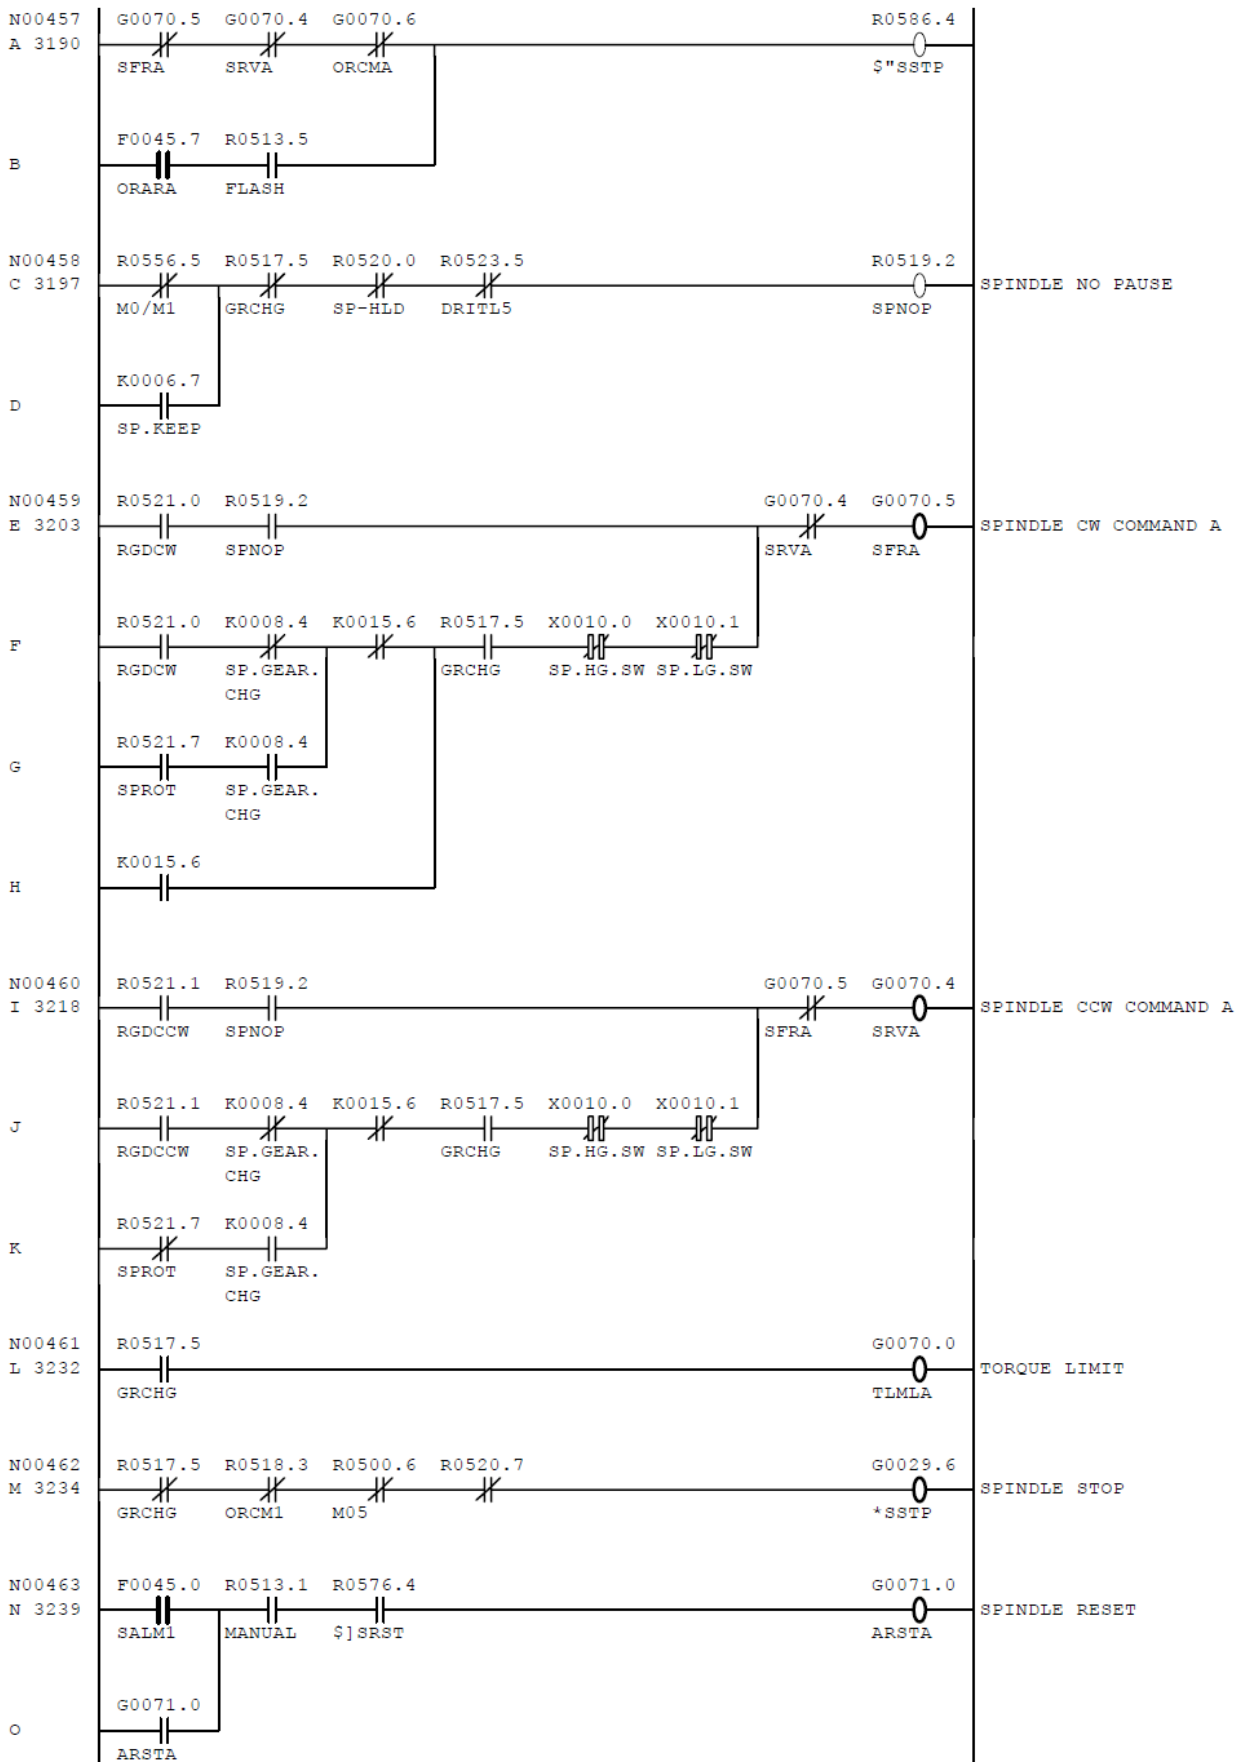 N00457 G0070.5 G0070.4 G0070.6 R0586.4
A 3190
SFRA SRVA ORCMA $"SSTP
F0045.7 R0513.5
B
ORARA FLASH
N00458 R0556.5 R0517.5 R0520.0 R0523.5 R0519.2
C 3197 SPINDLE NO PAUSE
M0/M1 GRCHG SP-HLD DRITL5 SPNOP
K0006.7
D
SP.KEEP
N00459 R0521.0 R0519.2 G0070.4 G0070.5
E 3203 SPINDLE CW COMMAND A
RGDCW SPNOP SRVA SFRA
R0521.0 K0008.4 K0015.6 R0517.5 X0010.0 X0010.1
F
RGDCW SP.GEAR. GRCHG SP.HG.SW SP.LG.SW
CHG
R0521.7 K0008.4
G
SPROT SP.GEAR.
CHG
K0015.6
H
N00460 R0521.1 R0519.2 G0070.5 G0070.4
I 3218 SPINDLE CCW COMMAND A
RGDCCW SPNOP SFRA SRVA
R0521.1 K0008.4 K0015.6 R0517.5 X0010.0 X0010.1
J
RGDCCW SP.GEAR. GRCHG SP.HG.SW SP.LG.SW
CHG
R0521.7 K0008.4
K
SPROT SP.GEAR.
CHG
N00461 R0517.5 G0070.0
L 3232 TORQUE LIMIT
GRCHG TLMLA
N00462 R0517.5 R0518.3 R0500.6 R0520.7 G0029.6
M 3234 SPINDLE STOP
GRCHG ORCM1 M05 *SSTP
N00463 F0045.0 R0513.1 R0576.4 G0071.0
N 3239 SPINDLE RESET
SALM1 MANUAL $]SRST ARSTA
G0071.0
O
ARSTA